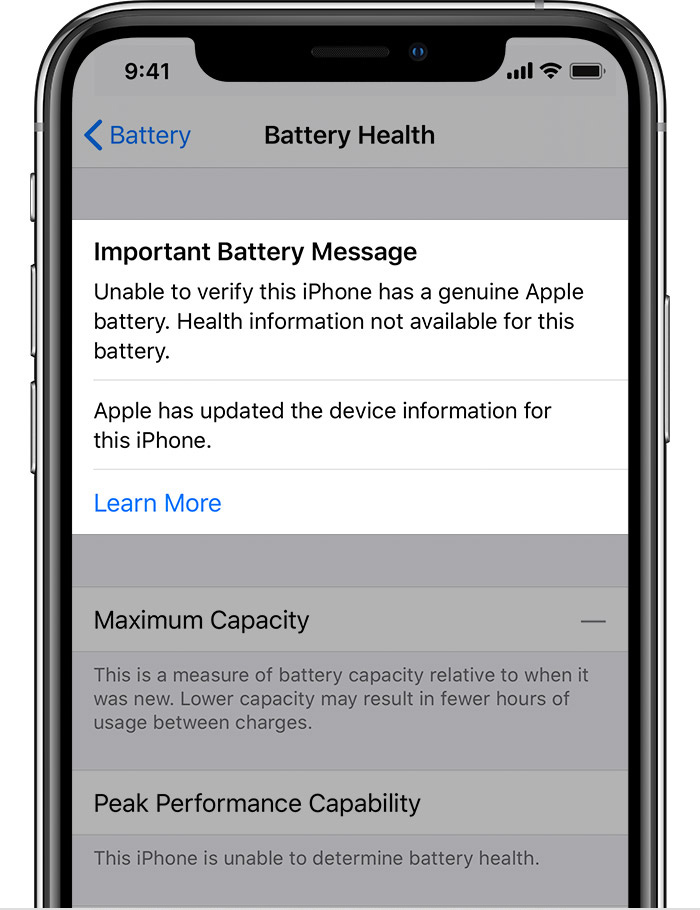 9:41
Battery
Battery Health
Important Battery Message
Unable to verify this iPhone has a genuine Apple
battery. Health information not available for this
battery.
Apple has updated the device information for
this iPhone.
Learn More
Maximum Capacity —
This is a measure of battery capacity relative to when it
was new. Lower capacity may result in fewer hours of
usage between charges.
Peak Performance Capability
This iPhone is unable to determine battery health.